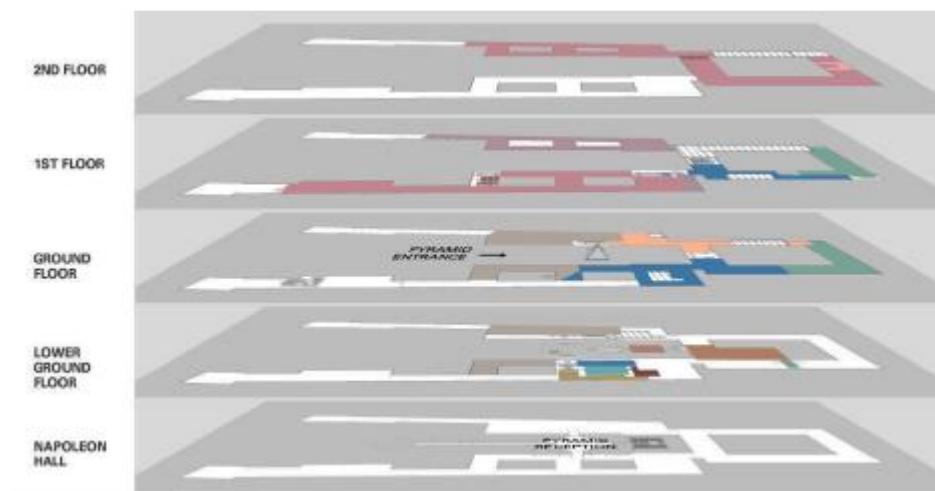 2ND FLOOR
1ST FLOOR
PYRAMID
ENTRANCE
GROUND
FLOOR
LOWER
GROUND
FLOOR
PYRAMID
RECEPTION
NAPOLEON
HALL